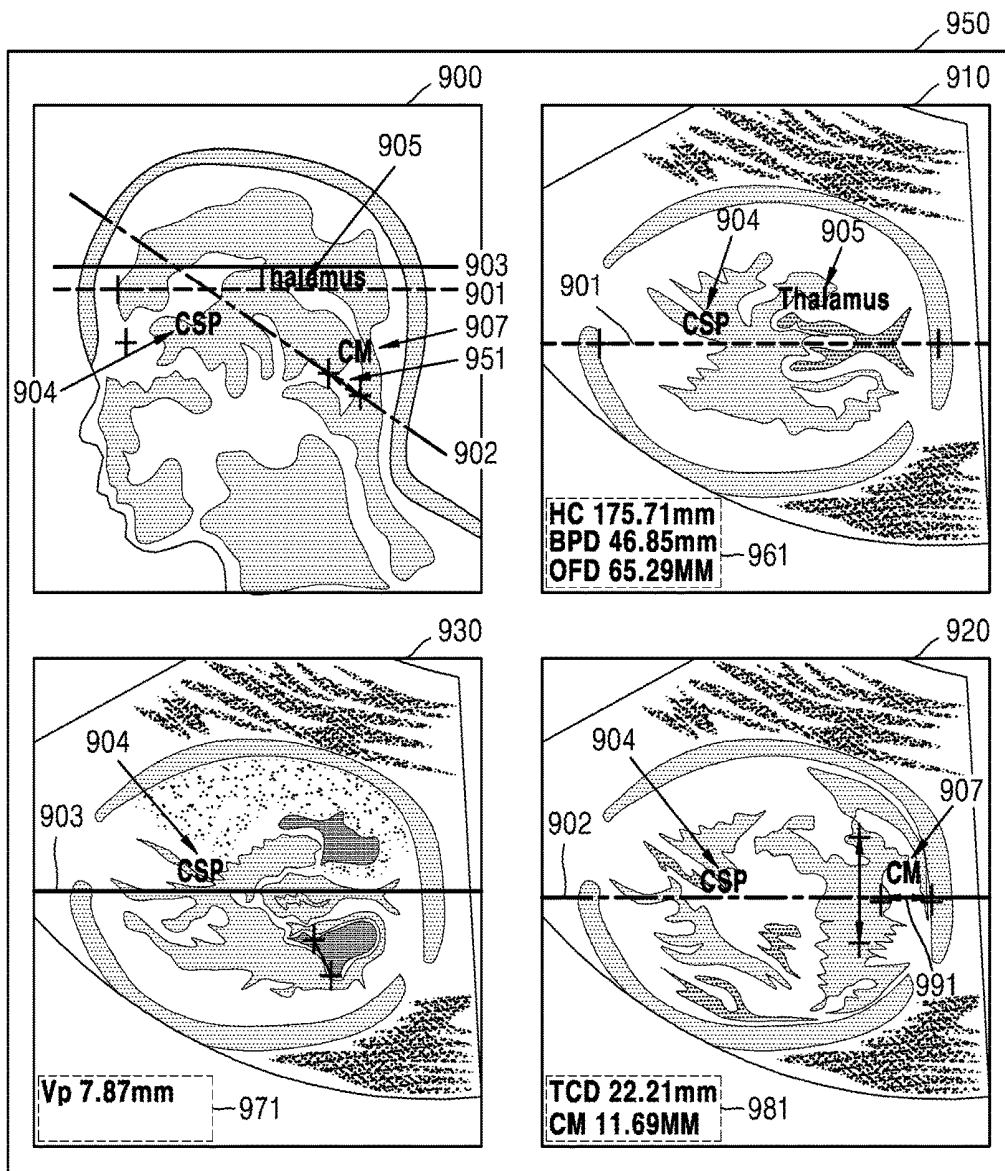 950
900
905
903
Thalamus
901
CSP
907
CM
951
904
902
910
904
905
901
Thalamus
CSP
HC 175.71mm
BPD 46.85mm
OFD 65.29MM
961
930
904
903
CSP
Vp 7.87mm
971
920
904
907
902
CM
CSP
991
TCD 22.21mm
CM 11.69MM
981